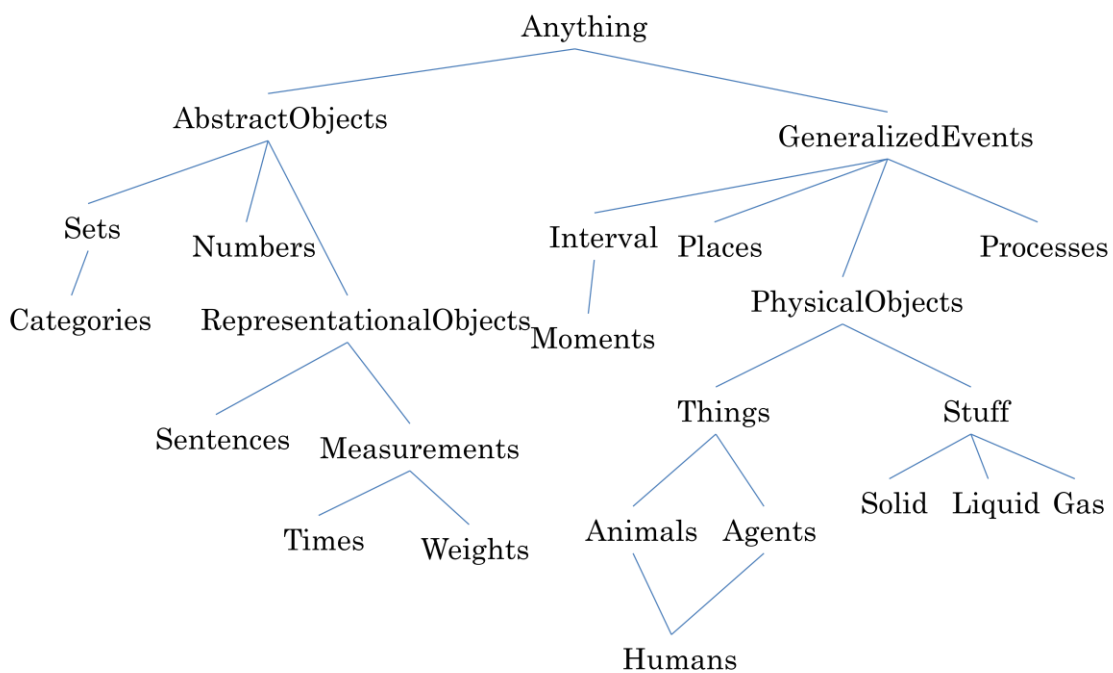 Anything
AbstractObjects
GeneralizedEvents
Sets
Numbers
Interval
Places
Processes
Categories
RepresentationalObjects
Moments
PhysicalObjects
Sentences
Measurements
Things
Stuff
Times
Weights
Animals
Agents
Solid
Liquid
Gas
Humans